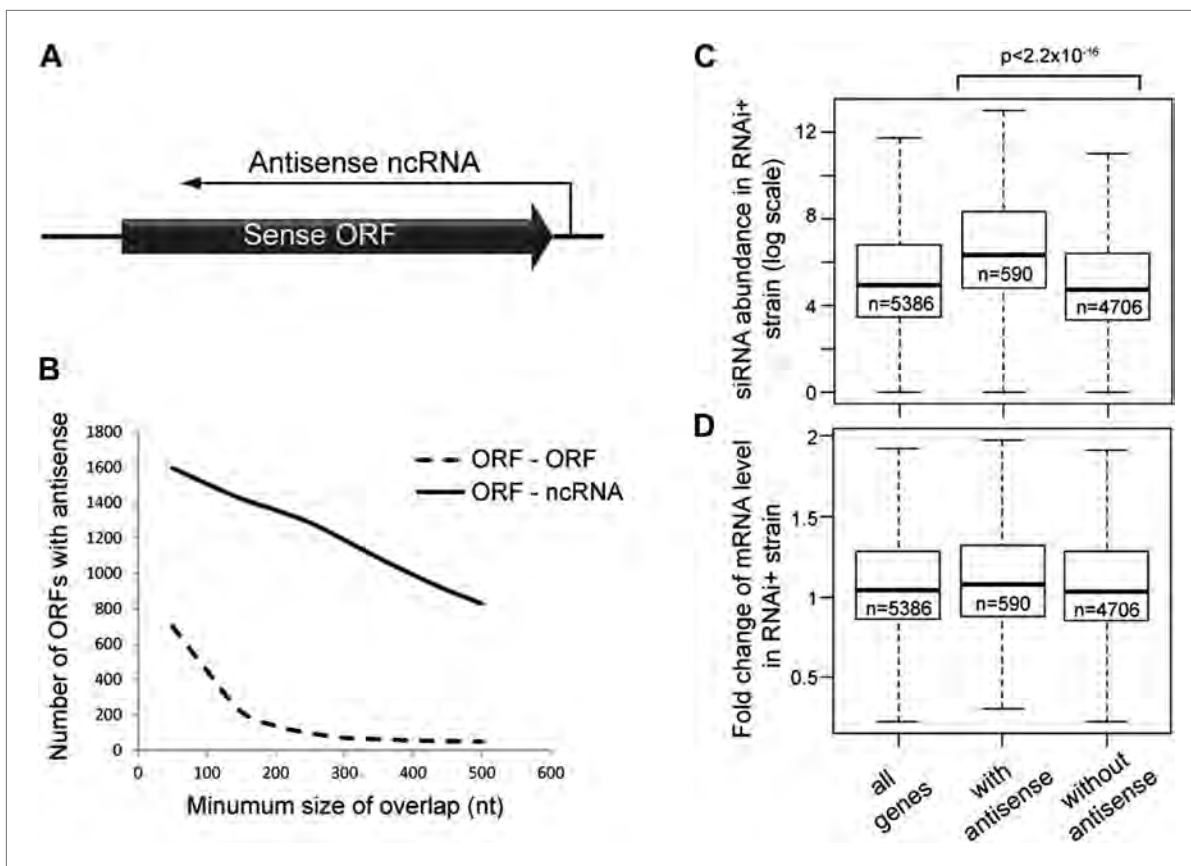 A
Antisense ncRNA
Sense ORF
B
Number of ORFs with antisense
1800
1600
1400
1200
1000
800
600
400
200
0
ORF - ORF
ORF - ncRNA
0 100 200 300 400 500 600
Minumum size of overlap (nt)
C
p<2.2x10⁻¹⁶
siRNA abundance in RNAi+
strain (log scale)
12
8
4
0
n=5386
n=590
n=4706
D
Fold change of mRNA level
in RNAi+ strain
2
1.5
1
0.5
n=5386
n=590
n=4706
all
genes
with
antisense
without
antisense